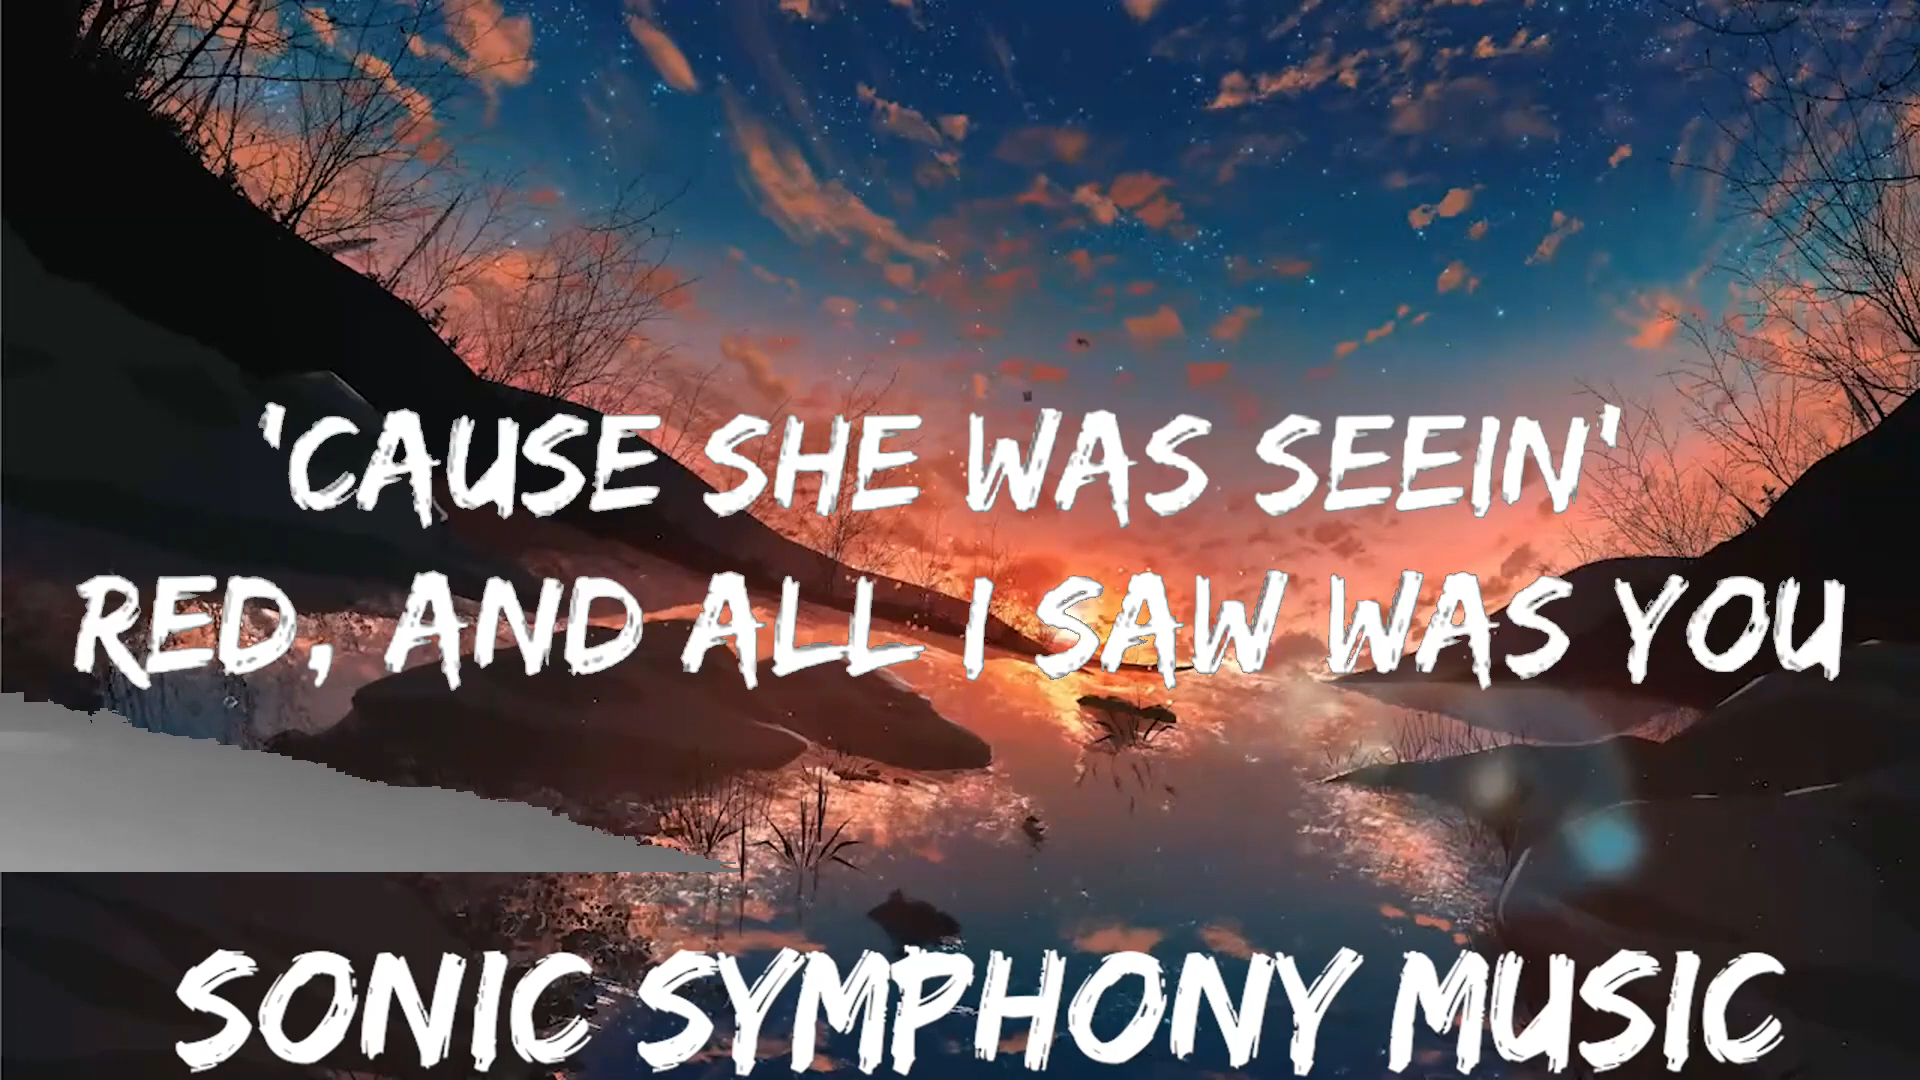 'CAUSE SHE WAS SEEIN'
RED, AND ALL I SAW WAS YOU
SONIC SYMPHONY MUSIC